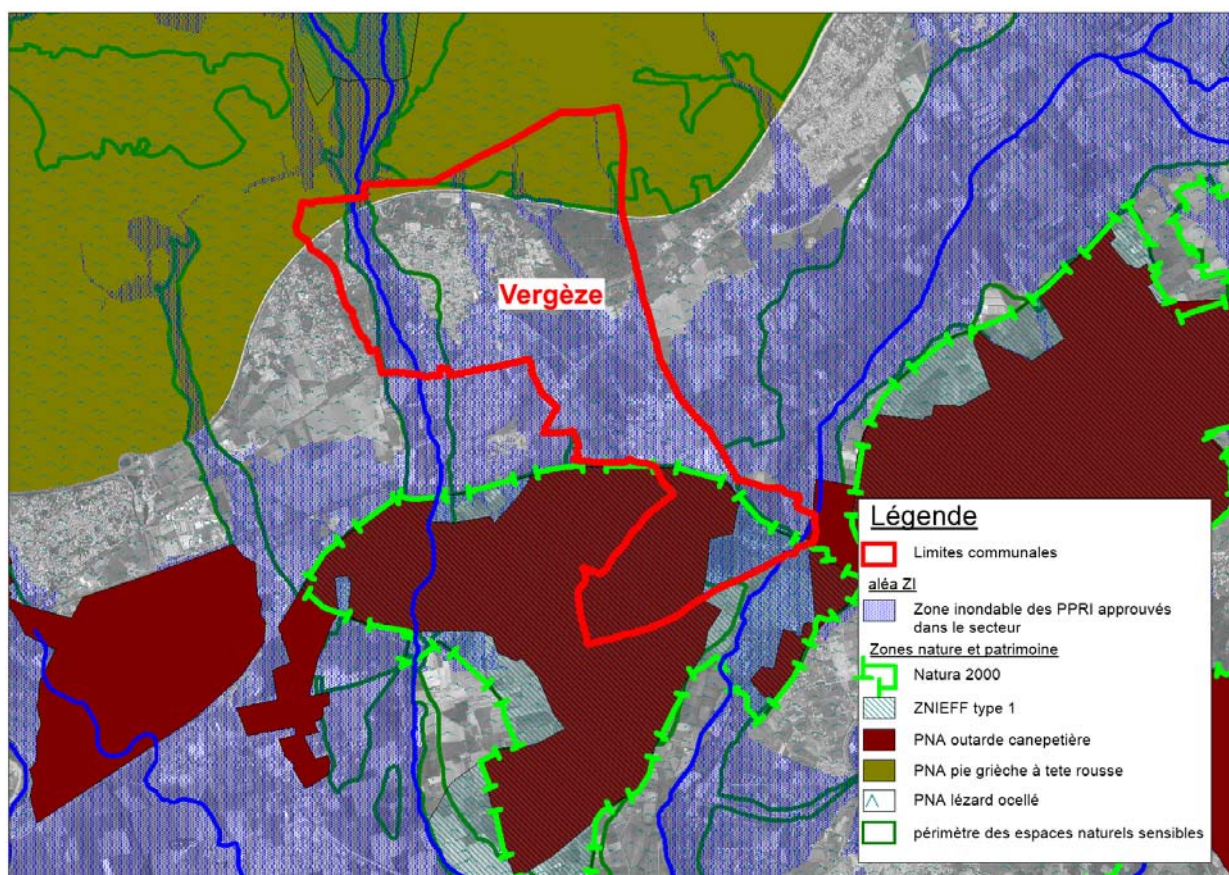 Vergèze
Légende
Limites communales
aléa ZI
Zone inondable des PPRI approuvés
dans le secteur
Zones nature et patrimoine
Natura 2000
ZNIEFF type 1
PNA outarde canepetière
PNA pie grièche à tete rousse
PNA lézard ocellé
périmètre des espaces naturels sensibles